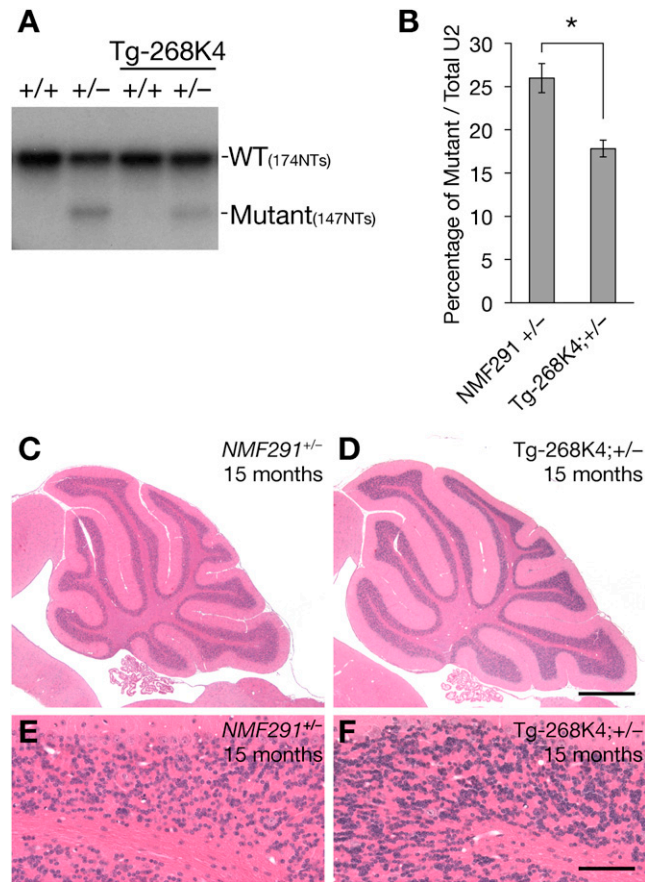 A
Tg-268K4
+/+ +/– +/+ +/–
-WT(174NTs)
-Mutant(147NTs)
B
Percentage of Mutant / Total U2
30
25
20
15
10
5
0
*
NMF291 +/–
Tg-268K4;+/–
C
NMF291+/–
15 months
D
Tg-268K4;+/–
15 months
E
NMF291+/–
15 months
F
Tg-268K4;+/–
15 months